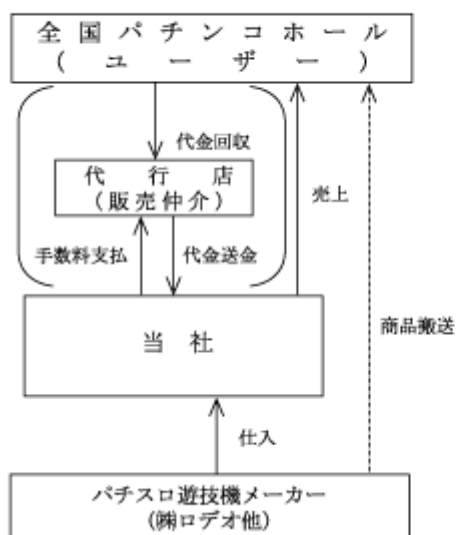 全国パチンコホール
(ユーザー)
代金回収
代行店
(販売仲介)
売上
手数料支払
代金送金
当社
商品搬送
仕入
パチスロ遊技機メーカー
(㈱ロデオ他)